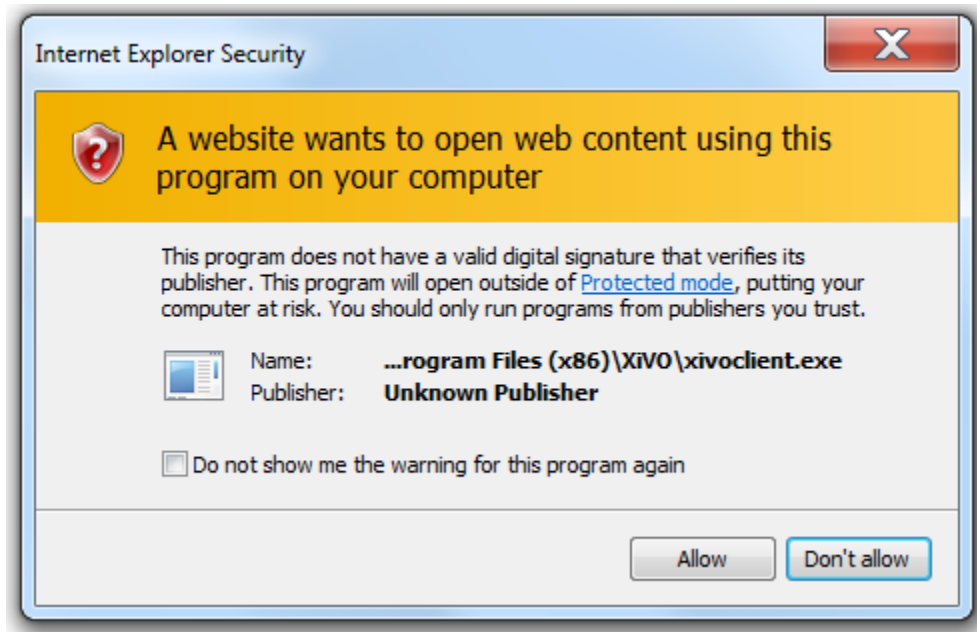 Internet Explorer Security
A website wants to open web content using this
program on your computer
This program does not have a valid digital signature that verifies its
publisher. This program will open outside of Protected mode, putting your
computer at risk. You should only run programs from publishers you trust.
Name: ...rogram Files (x86)\XiVO\xivoclient.exe
Publisher: Unknown Publisher
Do not show me the warning for this program again
Allow Don't allow